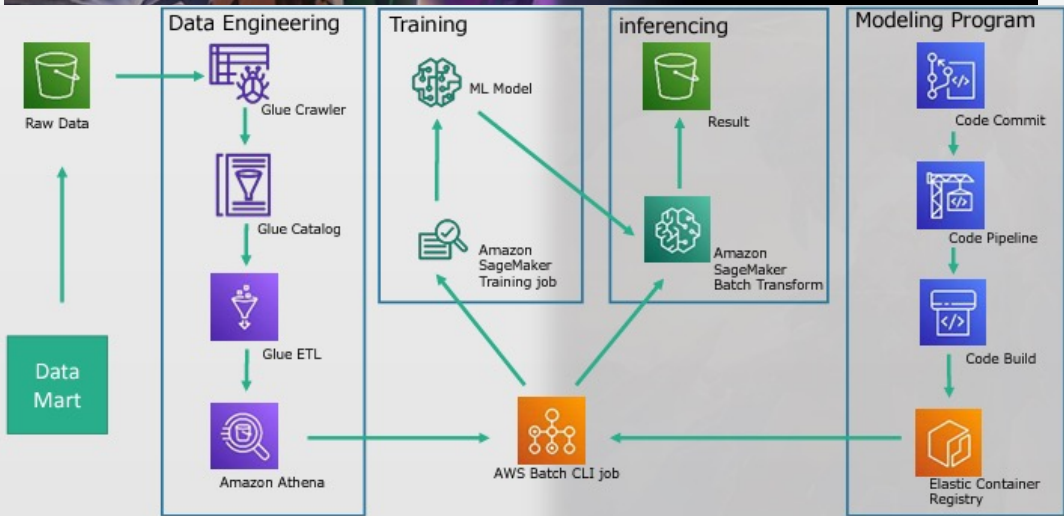 Data Engineering
Training
inferencing
Modeling Program
Raw Data
Glue Crawler
Glue Catalog
Glue ETL
Amazon Athena
Data
Mart
ML Model
Amazon
SageMaker
Training job
Result
Amazon
SageMaker
Batch Transform
AWS Batch CLI job
Code Commit
Code Pipeline
Code Build
Elastic Container
Registry